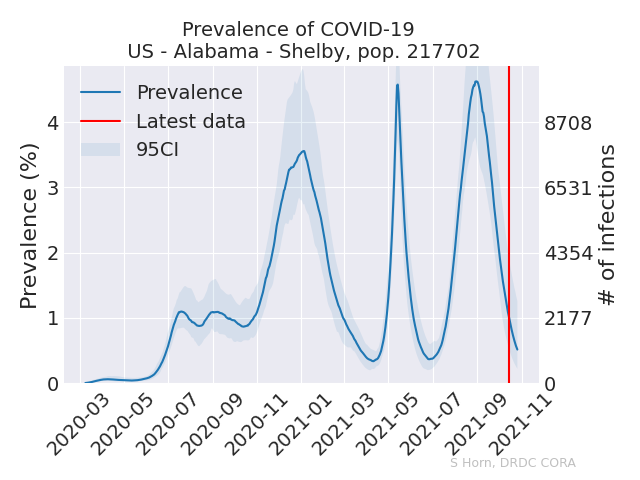 Prevalence of COVID-19
US - Alabama - Shelby, pop. 217702
Prevalence
Latest data
95CI
Prevalence (%)
4
3
2
1
0
8708
6531
4354
2177
0
# of infections
2020-03
2020-05
2020-07
2020-09
2020-11
2021-01
2021-03
2021-05
2021-07
2021-09
2021-11
S Horn, DRDC CORA